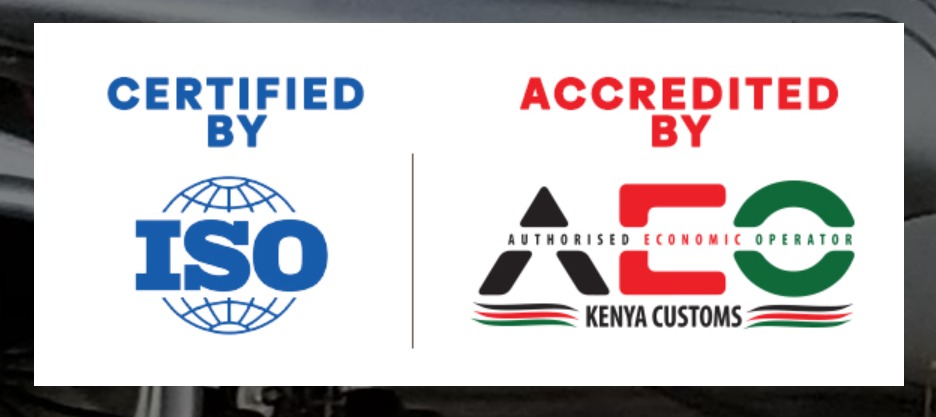 CERTIFIED
BY
ISO
ACCREDITED
BY
AEO
AUTHORISED ECONOMIC OPERATOR
KENYA CUSTOMS